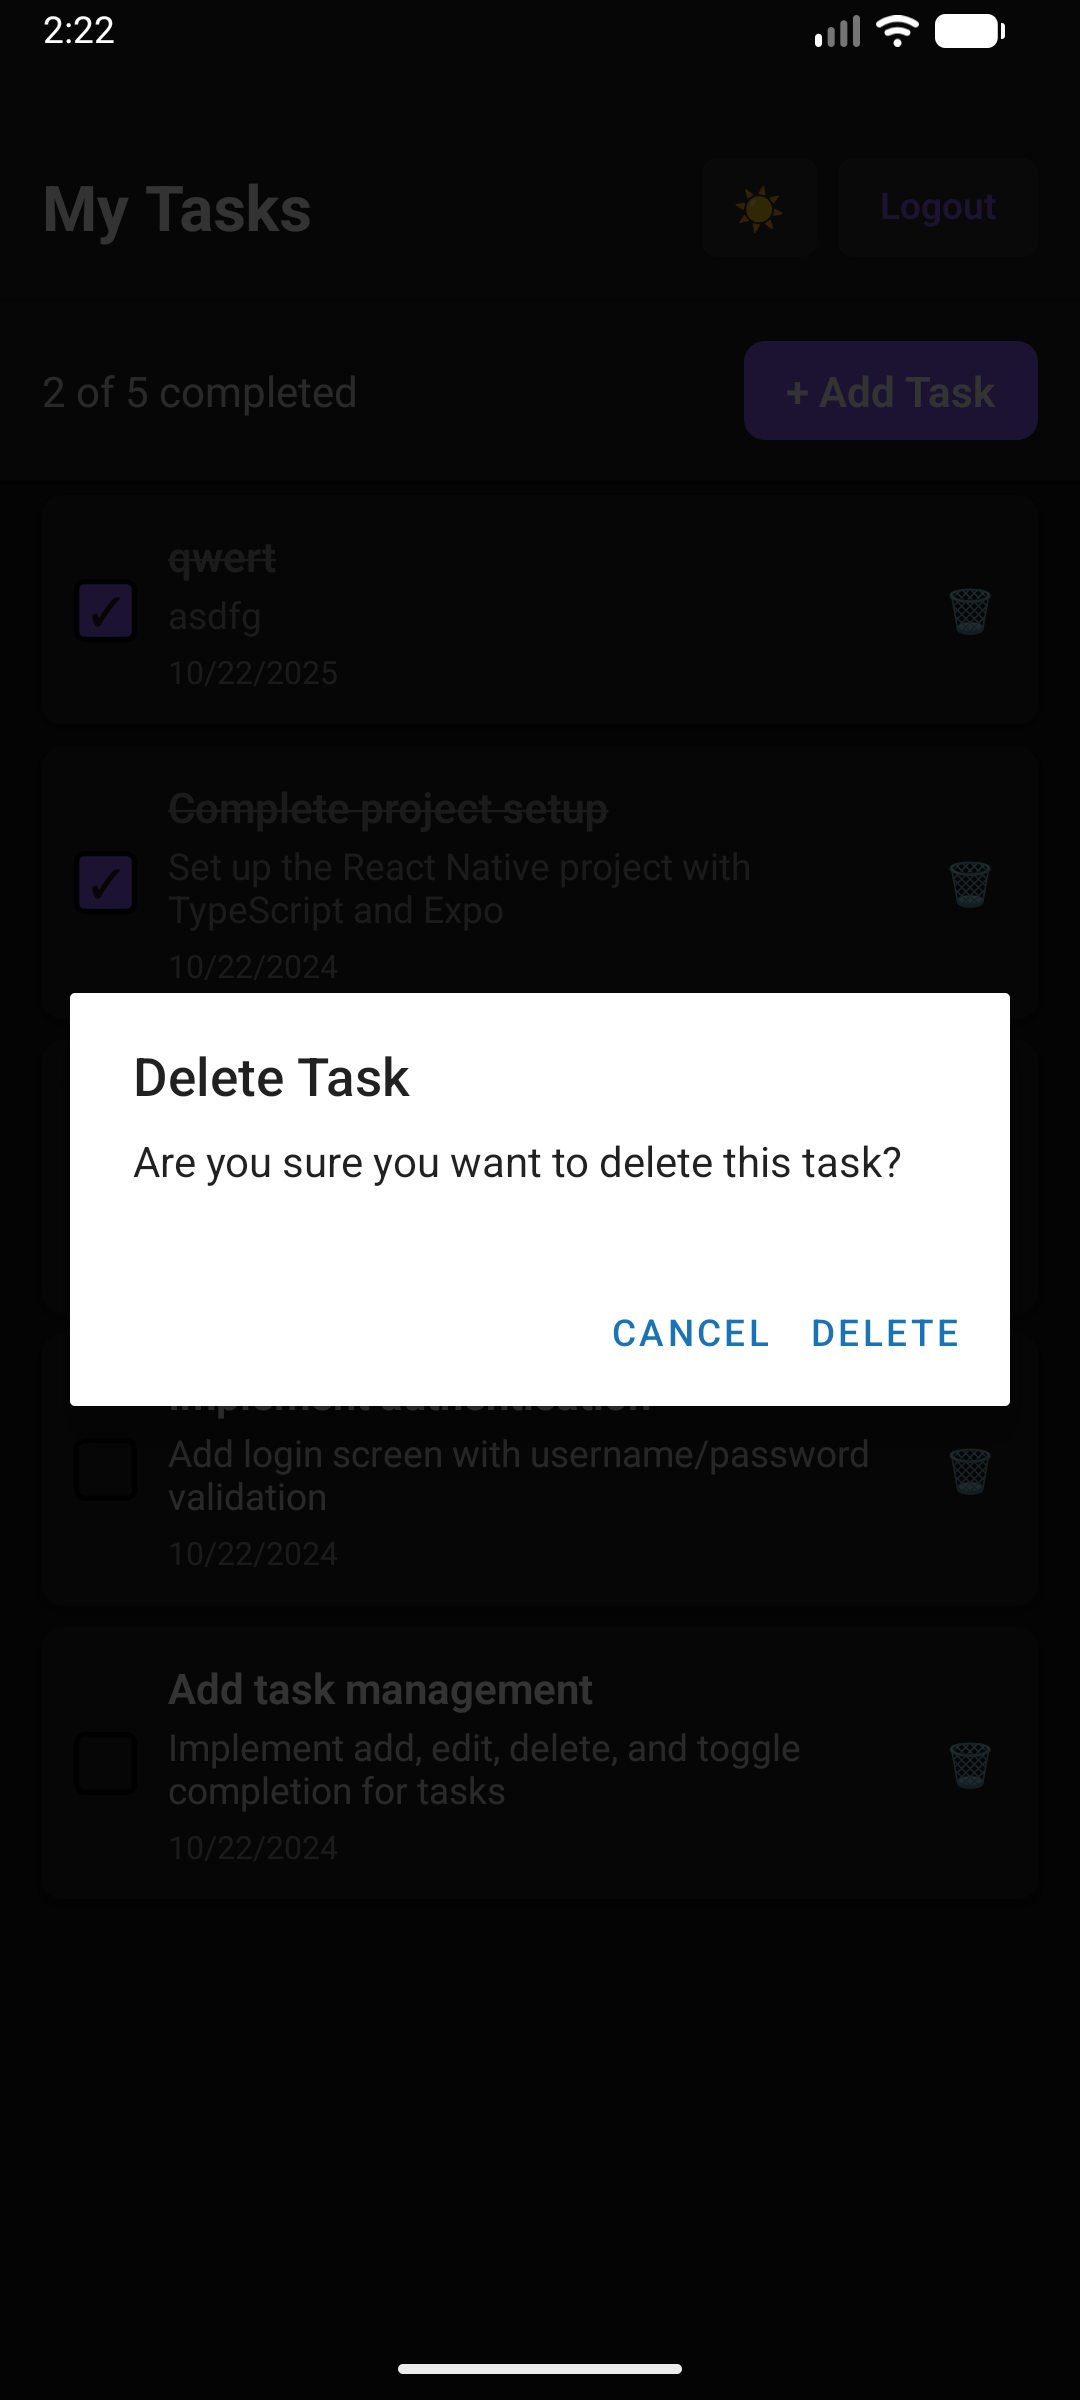 2:22
My Tasks
Logout
2 of 5 completed
+ Add Task
qwert
asdfg
10/22/2025
Complete project setup
Set up the React Native project with
TypeScript and Expo
10/22/2024
Delete Task
Are you sure you want to delete this task?
CANCEL DELETE
Implement authentication
Add login screen with username/password
validation
10/22/2024
Add task management
Implement add, edit, delete, and toggle
completion for tasks
10/22/2024